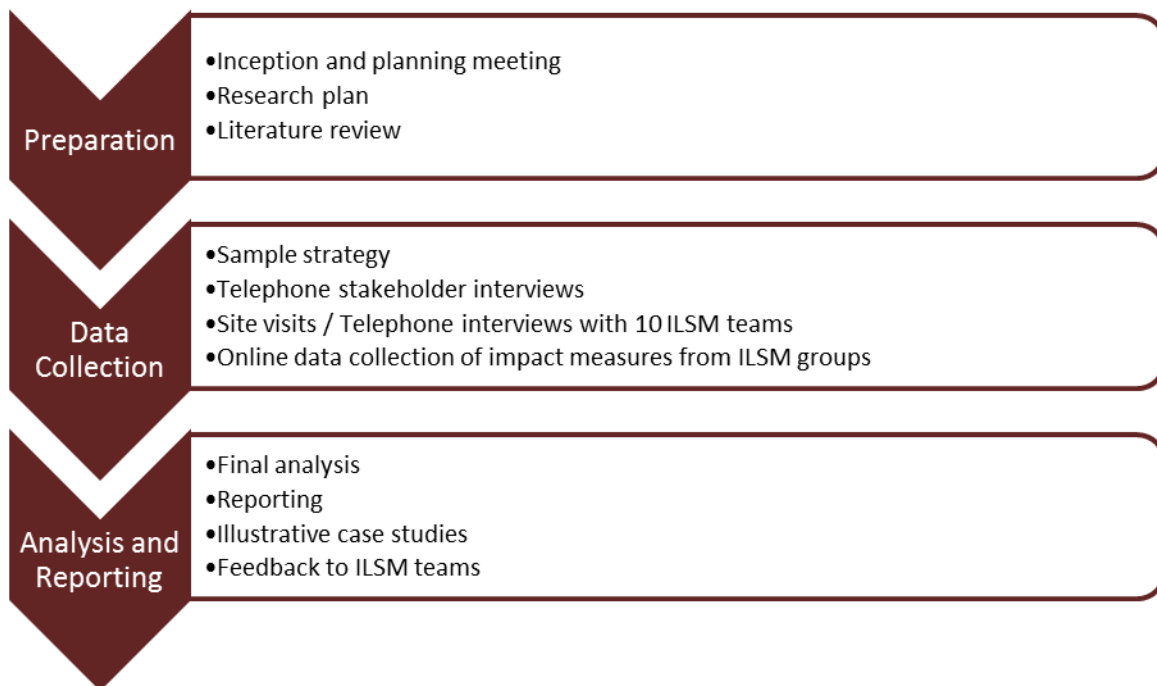 Preparation
•Inception and planning meeting
•Research plan
•Literature review
Data
Collection
•Sample strategy
•Telephone stakeholder interviews
•Site visits / Telephone interviews with 10 ILSM teams
•Online data collection of impact measures from ILSM groups
Analysis and
Reporting
•Final analysis
•Reporting
•Illustrative case studies
•Feedback to ILSM teams